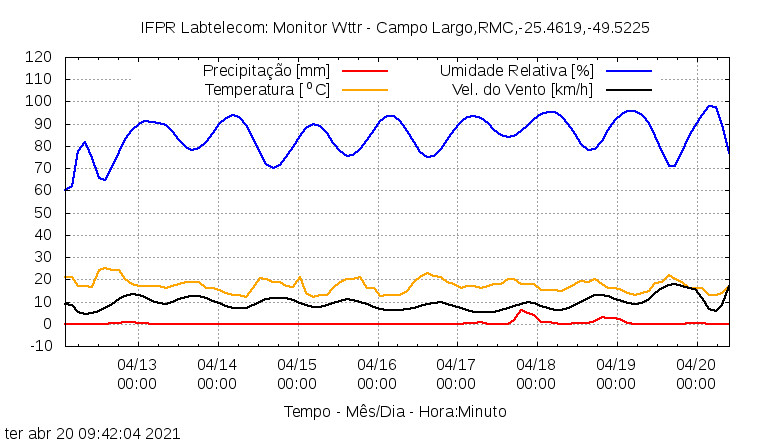 IFPR Labtelecom: Monitor Wttr - Campo Largo,RMC,-25.4619,-49.5225
Precipitação [mm]
Temperatura [⁰C]
Umidade Relativa [%]
Vel. do Vento [km/h]
120
110
100
90
80
70
60
50
40
30
20
10
0
-10
04/13 04/14 04/15 04/16 04/17 04/18 04/19 04/20
00:00 00:00 00:00 00:00 00:00 00:00 00:00 00:00
Tempo - Mês/Dia - Hora:Minuto
ter abr 20 09:42:04 2021